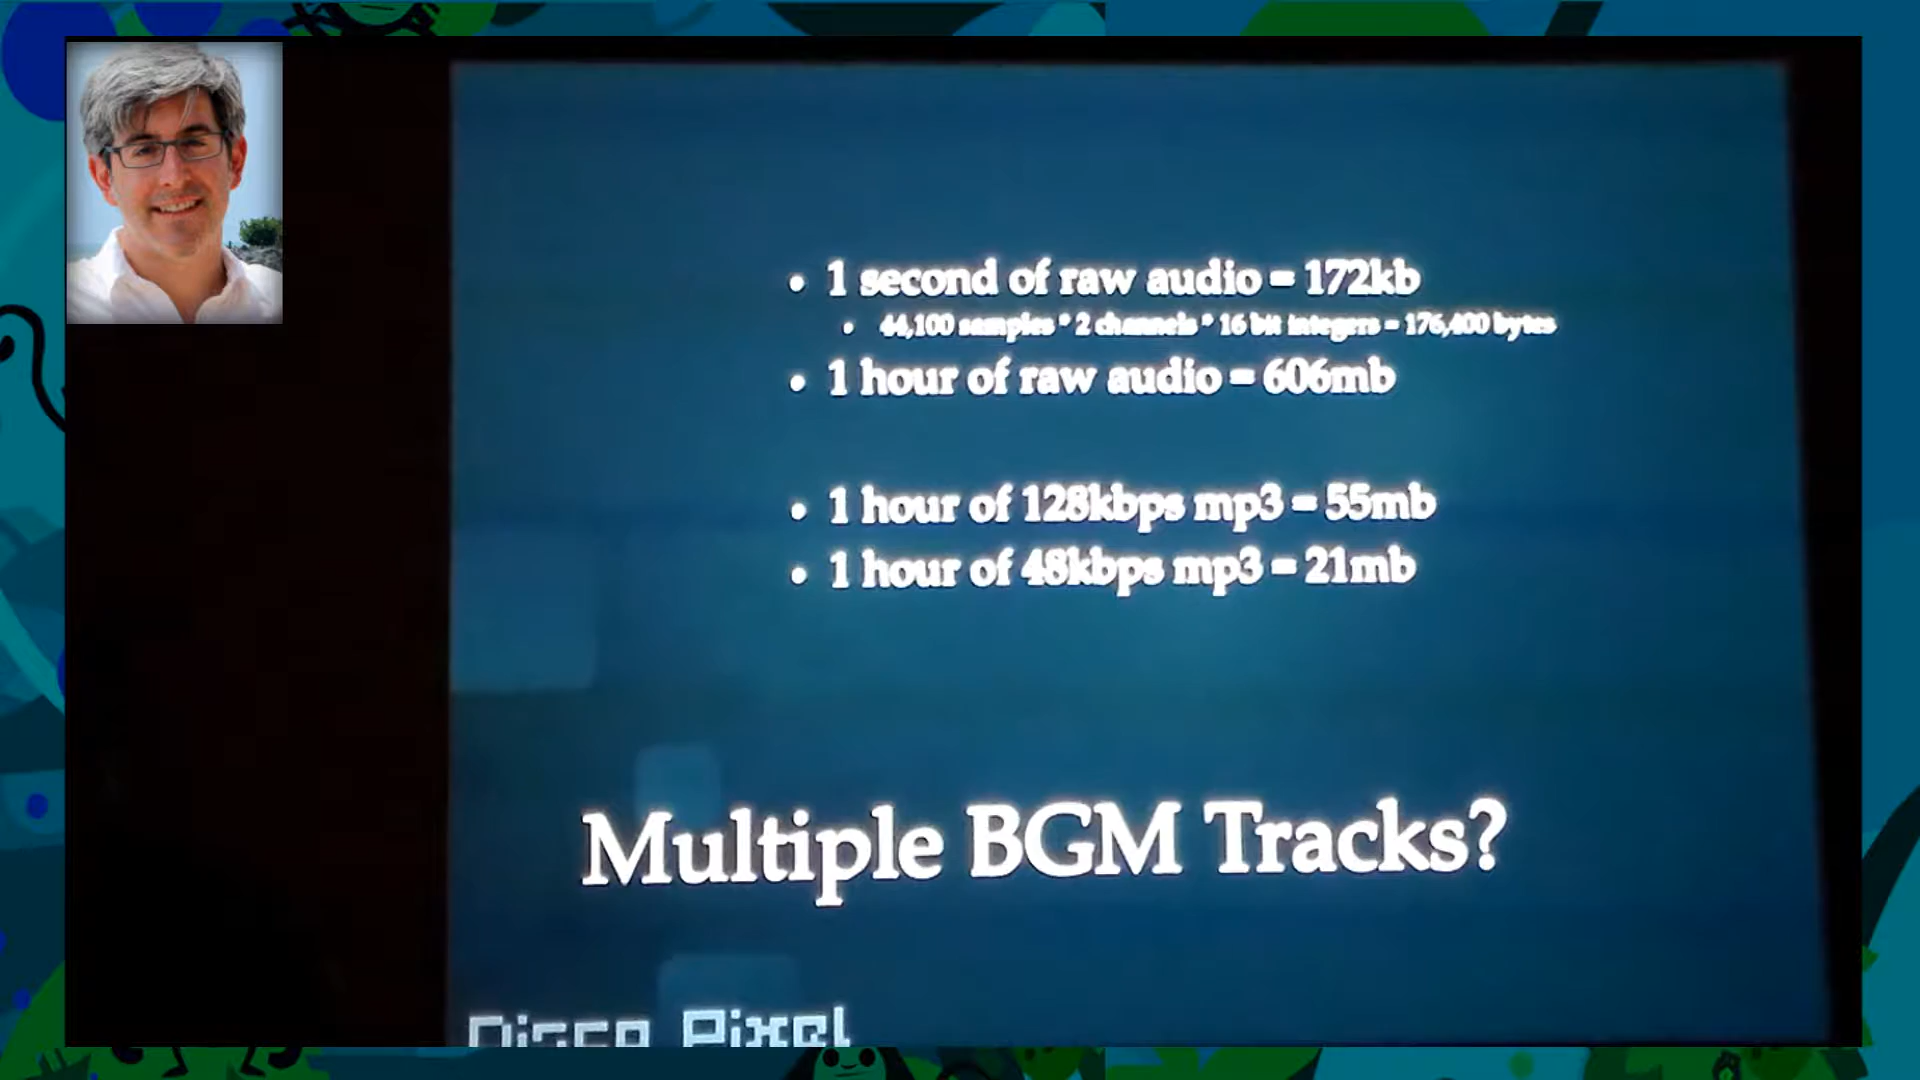 • 1 second of raw audio = 172kb
• 44,100 samples * 2 channels * 16 bit integers = 176,400 bytes
• 1 hour of raw audio = 606mb
• 1 hour of 128kbps mp3 = 55mb
• 1 hour of 48kbps mp3 = 21mb
Multiple BGM Tracks?
Disco Pixel